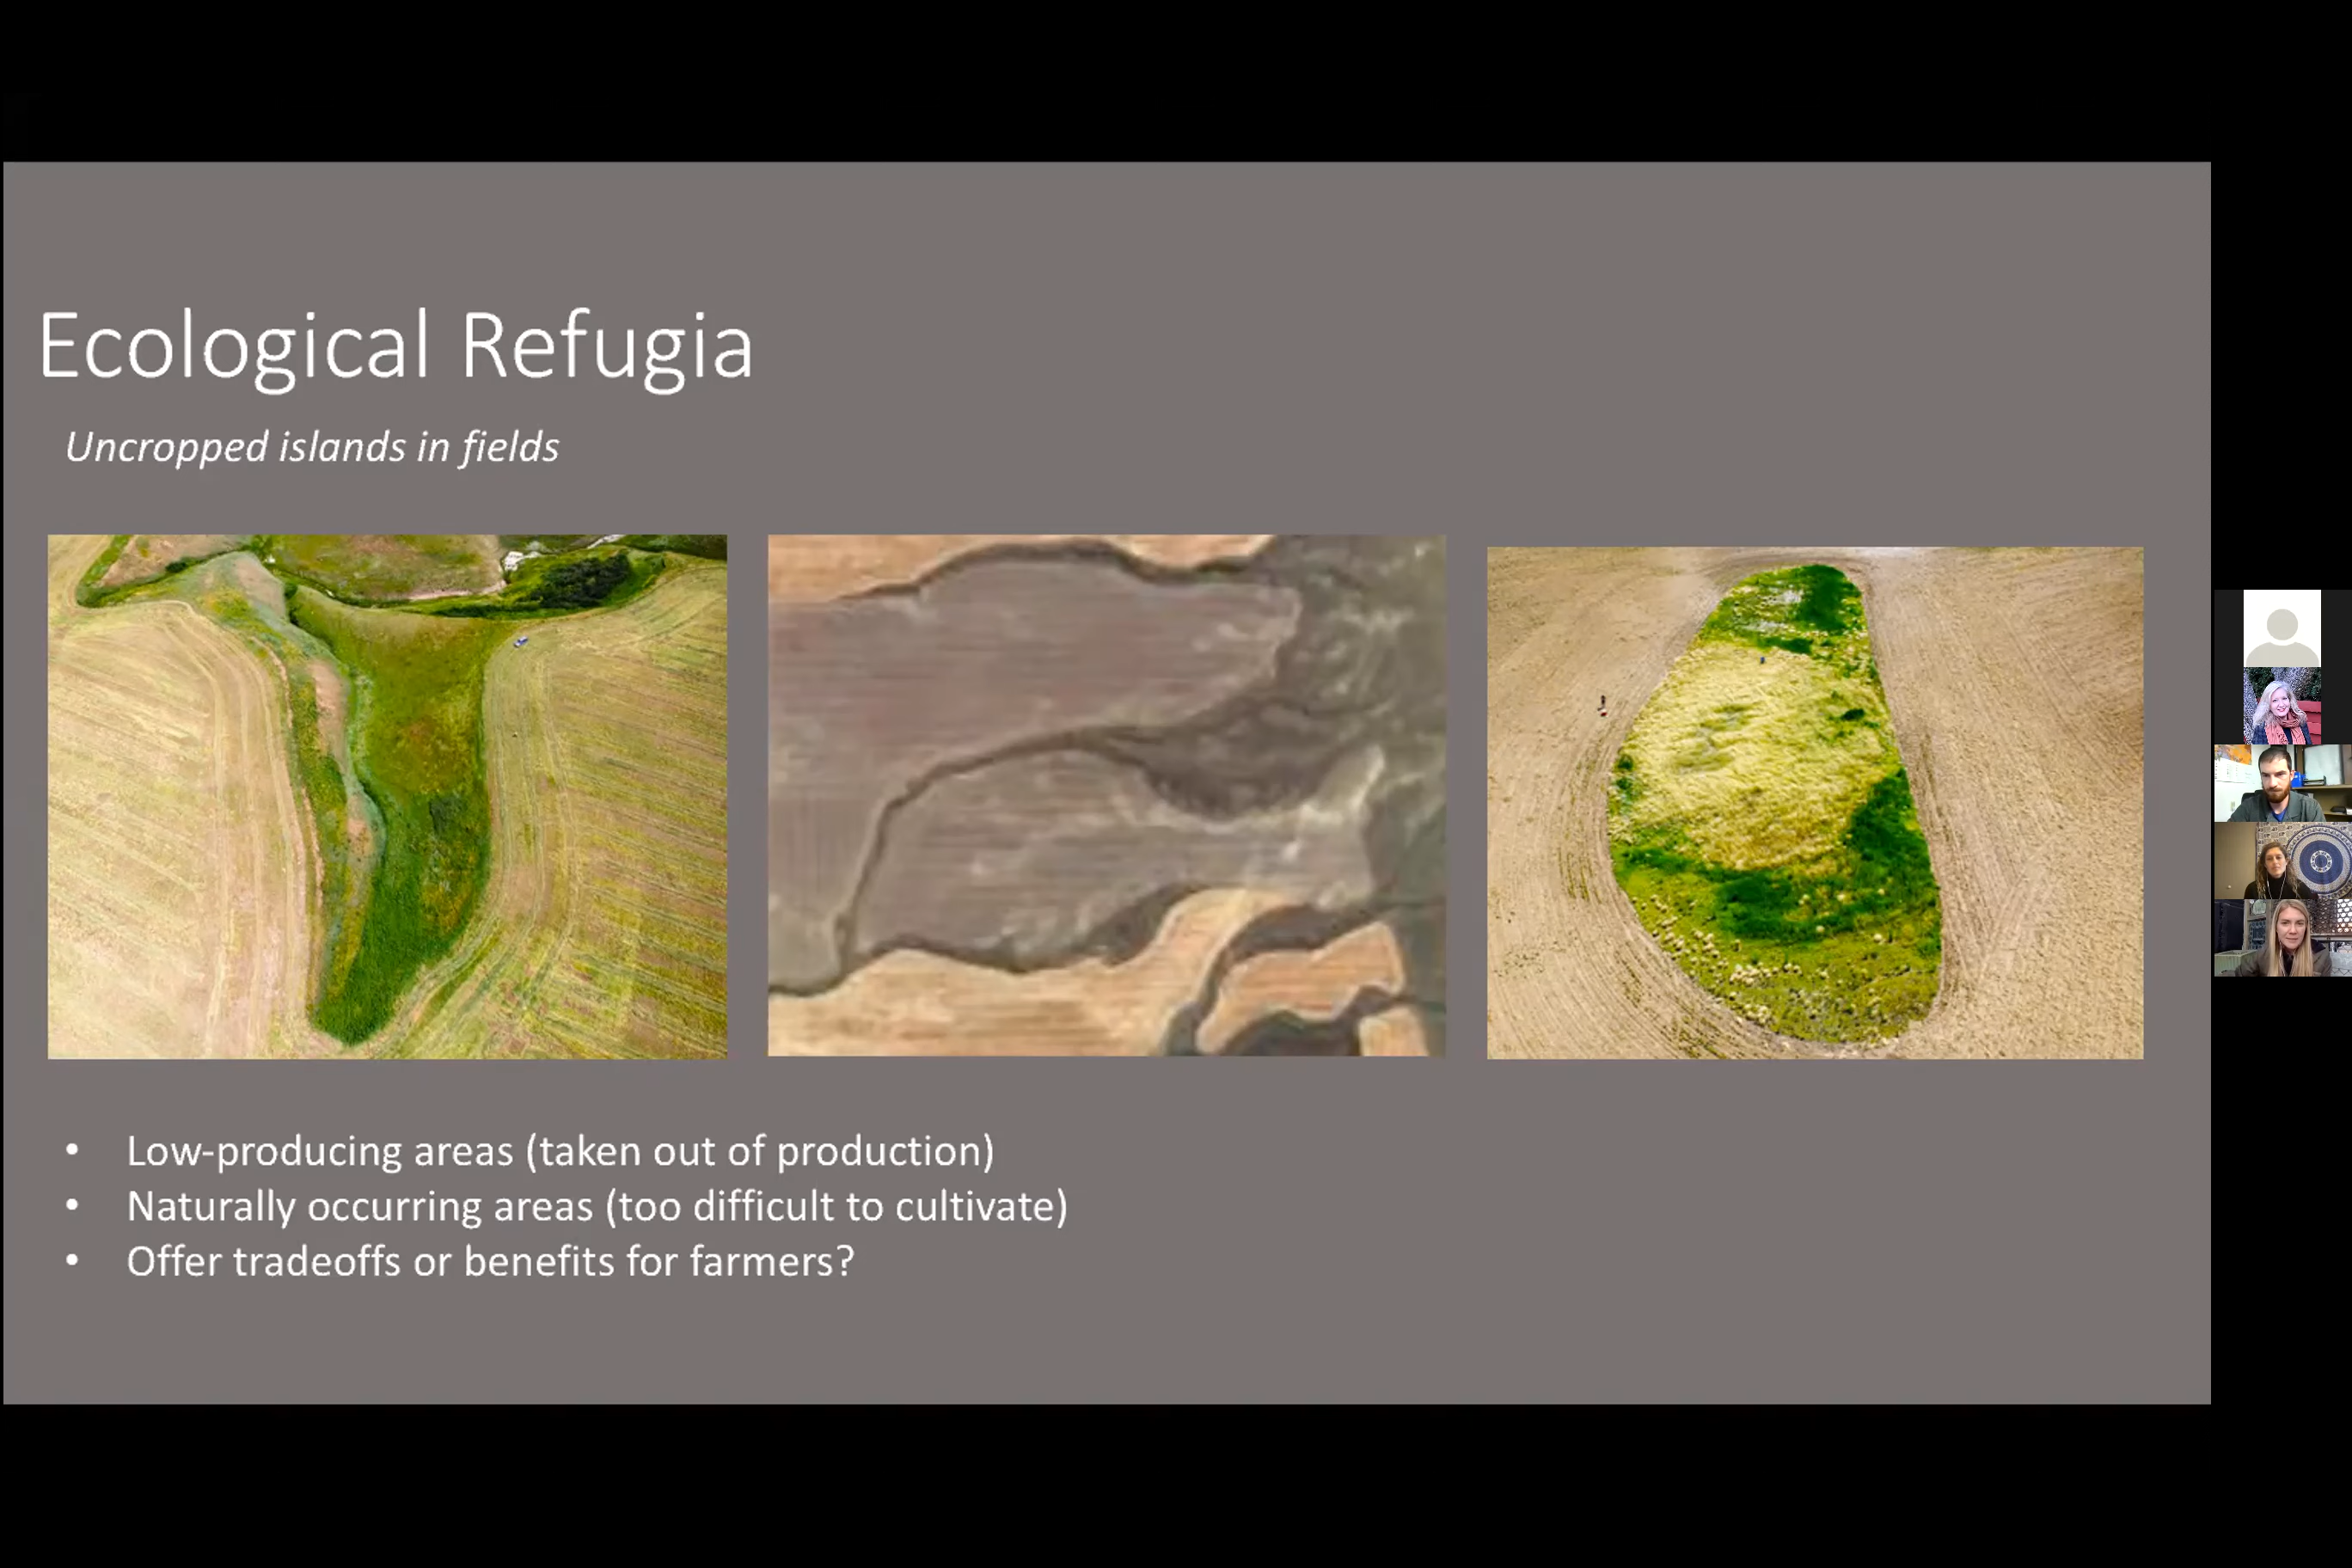 Ecological Refugia
Uncropped islands in fields
• Low-producing areas (taken out of production)
• Naturally occurring areas (too difficult to cultivate)
• Offer tradeoffs or benefits for farmers?